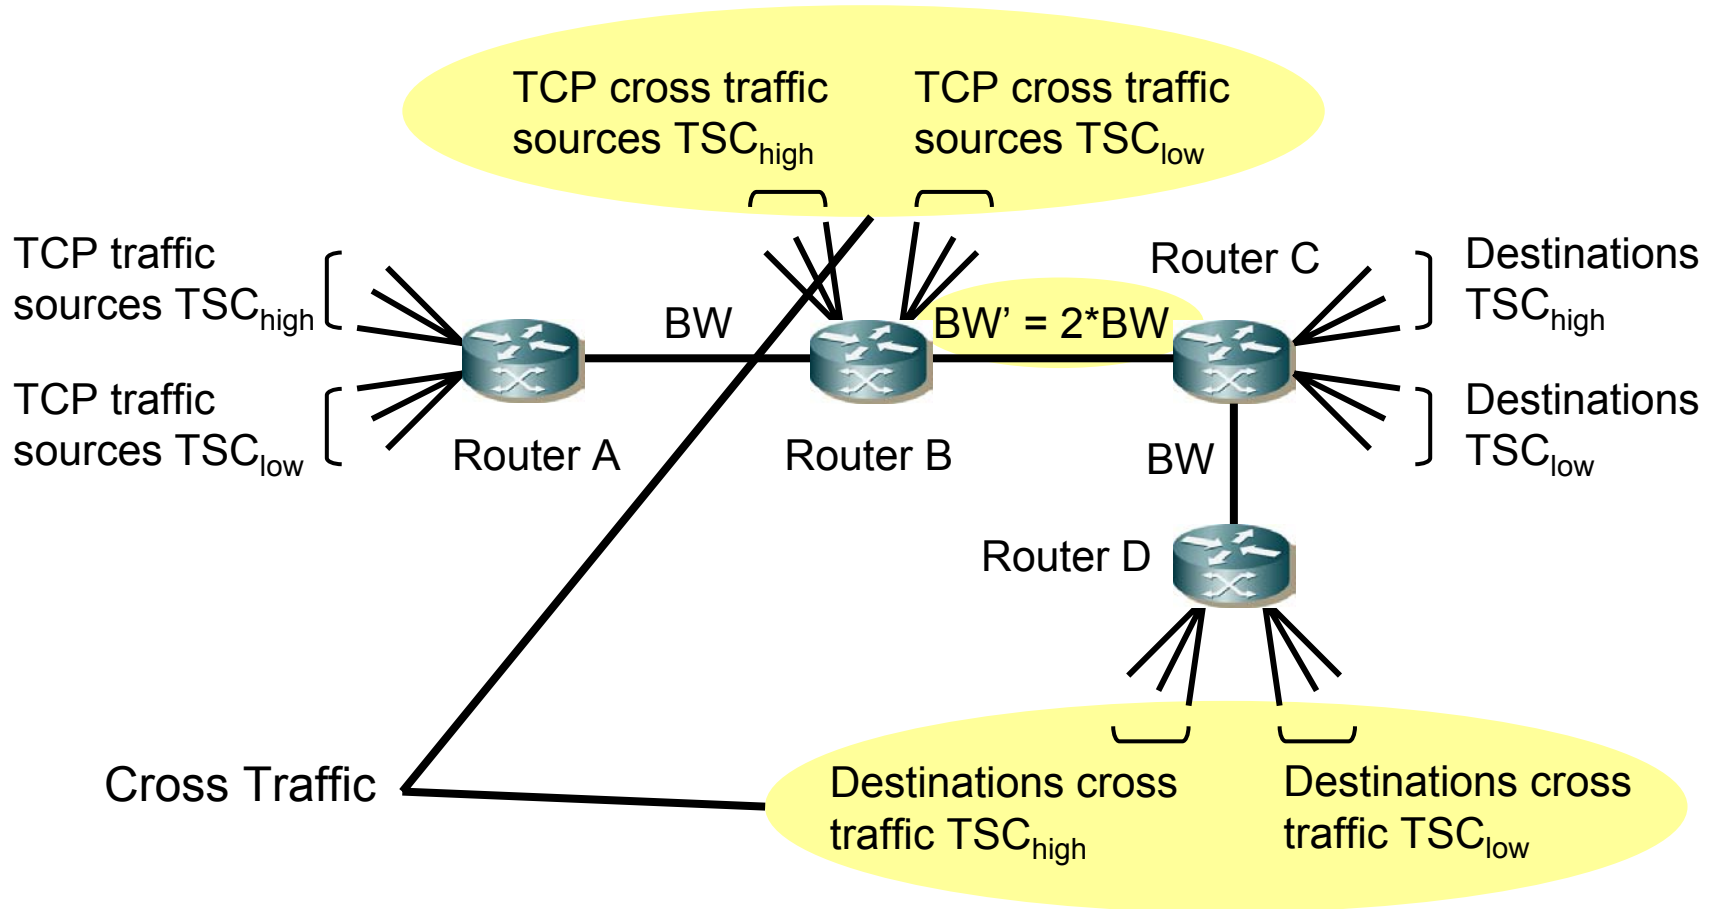 TCP cross traffic
sources TSChigh
TCP cross traffic
sources TSClow
TCP traffic
sources TSChigh
TCP traffic
sources TSClow
BW
BW’ = 2*BW
Router C
Destinations
TSChigh
Destinations
TSClow
Router A
Router B
BW
Router D
Cross Traffic
Destinations cross
traffic TSChigh
Destinations cross
traffic TSClow